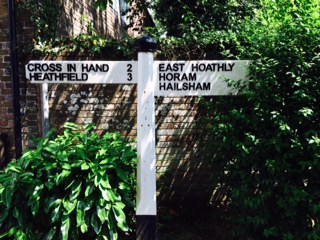 CROSS IN HAND 2
HEATHFIELD 3
EAST HOATHLY
HORAM
HAILSHAM